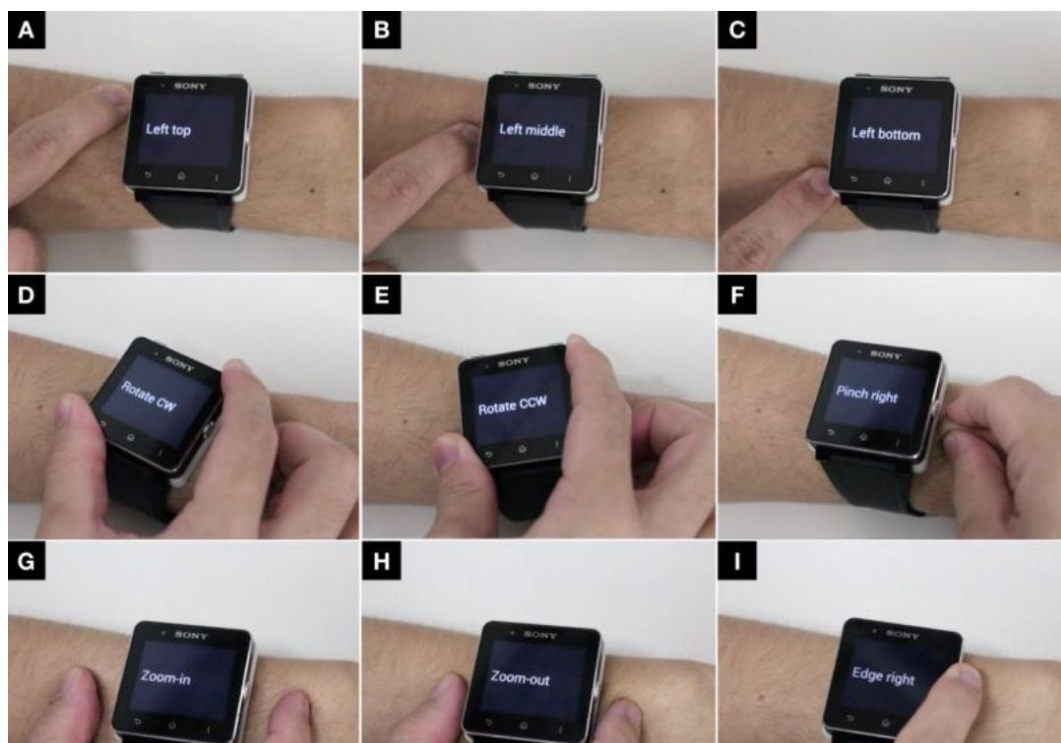 A
SONY
Left top
B
SONY
Left middle
C
SONY
Left bottom
D
SONY
Rotate CW
E
SONY
Rotate CCW
F
SONY
Pinch right
G
SONY
Zoom-in
H
SONY
Zoom-out
I
SONY
Edge right